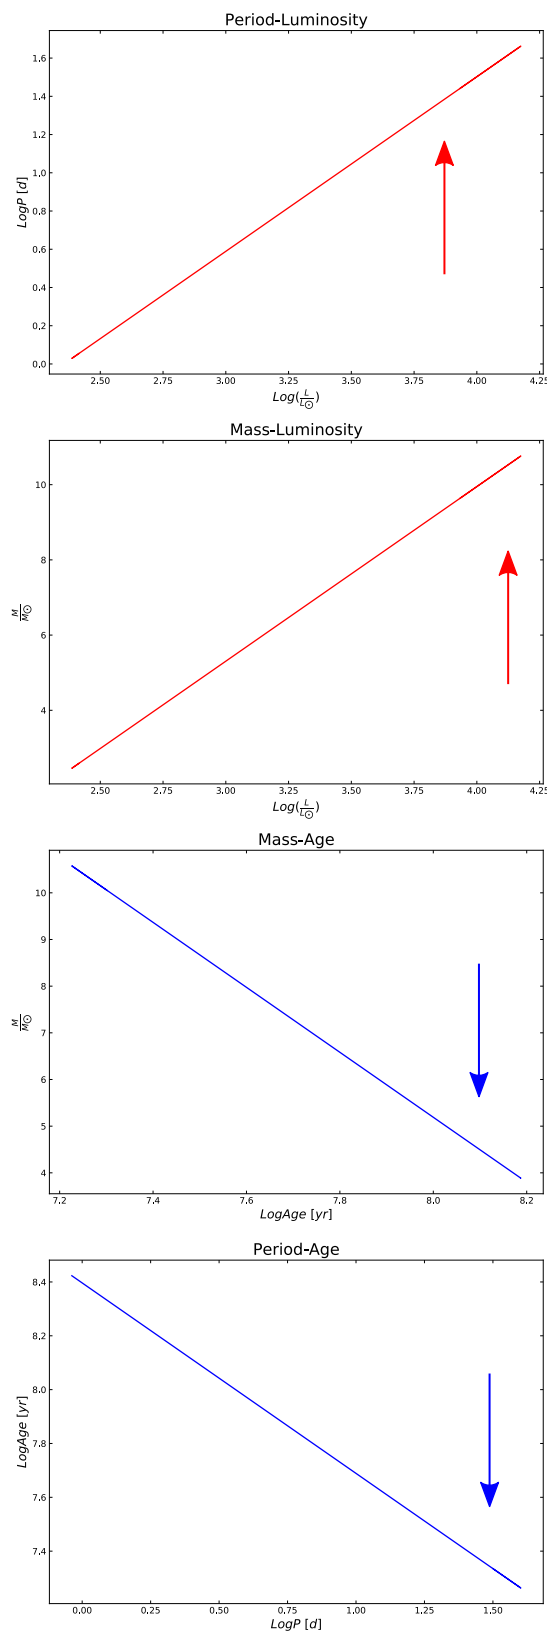 Period-Luminosity
LogP [d]
1.6
1.4
1.2
1.0
0.8
0.6
0.4
0.2
0.0
2.50 2.75 3.00 3.25 3.50 3.75 4.00 4.25
Log(L/L⊙)
Mass-Luminosity
M/M⊙
10
8
6
4
2.50 2.75 3.00 3.25 3.50 3.75 4.00 4.25
Log(L/L⊙)
Mass-Age
M/M⊙
10
9
8
7
6
5
4
7.2 7.4 7.6 7.8 8.0 8.2
LogAge [yr]
Period-Age
LogAge [yr]
8.4
8.2
8.0
7.8
7.6
7.4
0.00 0.25 0.50 0.75 1.00 1.25 1.50
LogP [d]